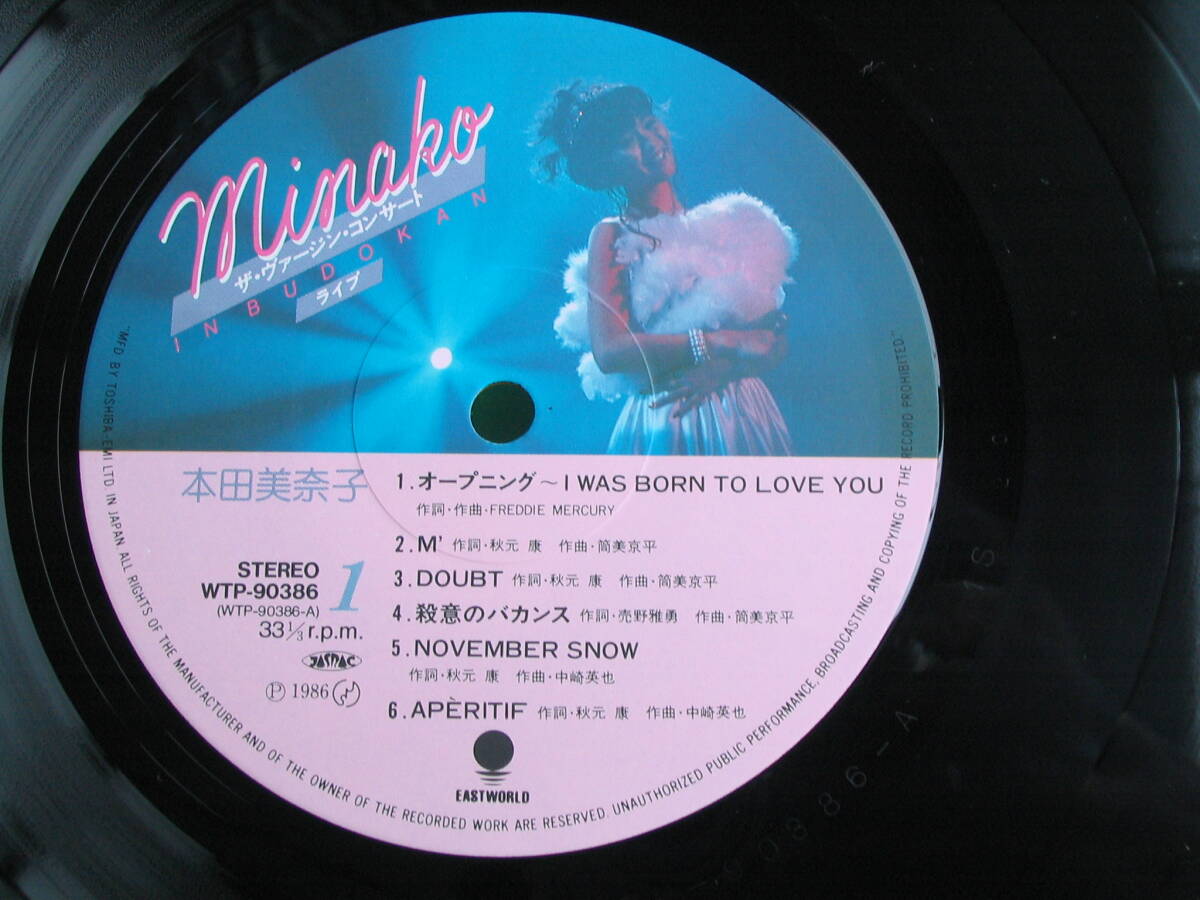 minako
ザ・ヴァージン・コンサート
IN BUDOKAN
ライブ
本田美奈子
STEREO
WTP-90386
(WTP-90386-A)
1
33⅓ r.p.m.
JASRAC
Ⓟ 1986
1.オープニング〜I WAS BORN TO LOVE YOU
作詞・作曲・FREDDIE MERCURY
2.M' 作詞・秋元 康 作曲・筒美京平
3.DOUBT 作詞・秋元 康 作曲・筒美京平
4.殺意のバカンス 作詞・売野雅勇 作曲・筒美京平
5.NOVEMBER SNOW
作詞・秋元 康 作曲・中崎英也
6.APÈRITIF 作詞・秋元 康 作曲・中崎英也
EASTWORLD
"MFD BY TOSHIBA-EMI LTD. IN JAPAN. ALL RIGHTS OF THE MANUFACTURER AND OF THE OWNER OF THE RECORDED WORK ARE RESERVED. UNAUTHORIZED PUBLIC PERFORMANCE, BROADCASTING AND COPYING OF THE RECORD PROHIBITED."